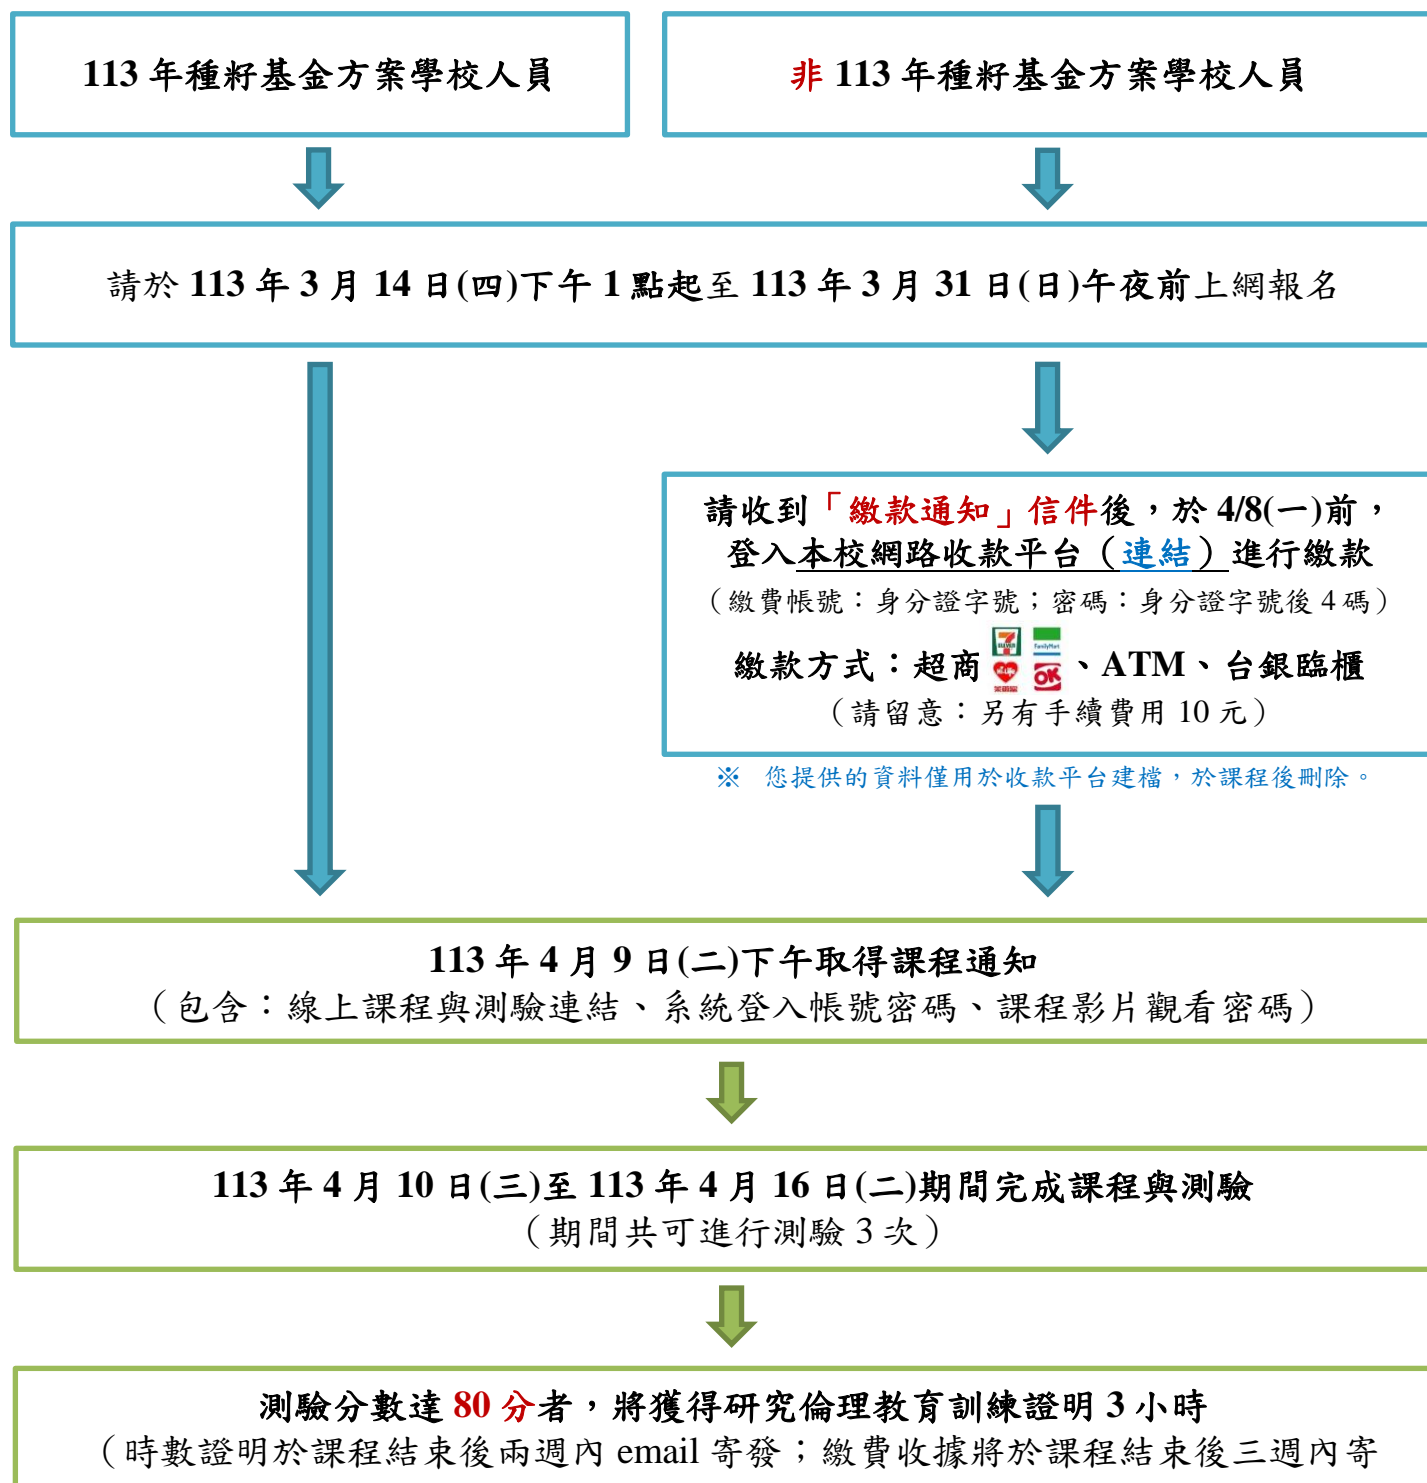 113 年種籽基金方案學校人員
非 113 年種籽基金方案學校人員
請於 113 年 3 月 14 日(四)下午 1 點起至 113 年 3 月 31 日(日)午夜前上網報名
請收到「繳款通知」信件後，於 4/8(一)前，
登入本校網路收款平台（連結）進行繳款
（繳費帳號：身分證字號；密碼：身分證字號後 4 碼）
繳款方式：超商、ATM、台銀臨櫃
7 ELEVEN
FamilyMart
OK
（請留意：另有手續費用 10 元）
※ 您提供的資料僅用於收款平台建檔，於課程後刪除。
113 年 4 月 9 日(二)下午取得課程通知
（包含：線上課程與測驗連結、系統登入帳號密碼、課程影片觀看密碼）
113 年 4 月 10 日(三)至 113 年 4 月 16 日(二)期間完成課程與測驗
（期間共可進行測驗 3 次）
測驗分數達 80 分者，將獲得研究倫理教育訓練證明 3 小時
（時數證明於課程結束後兩週內 email 寄發；繳費收據將於課程結束後三週內寄